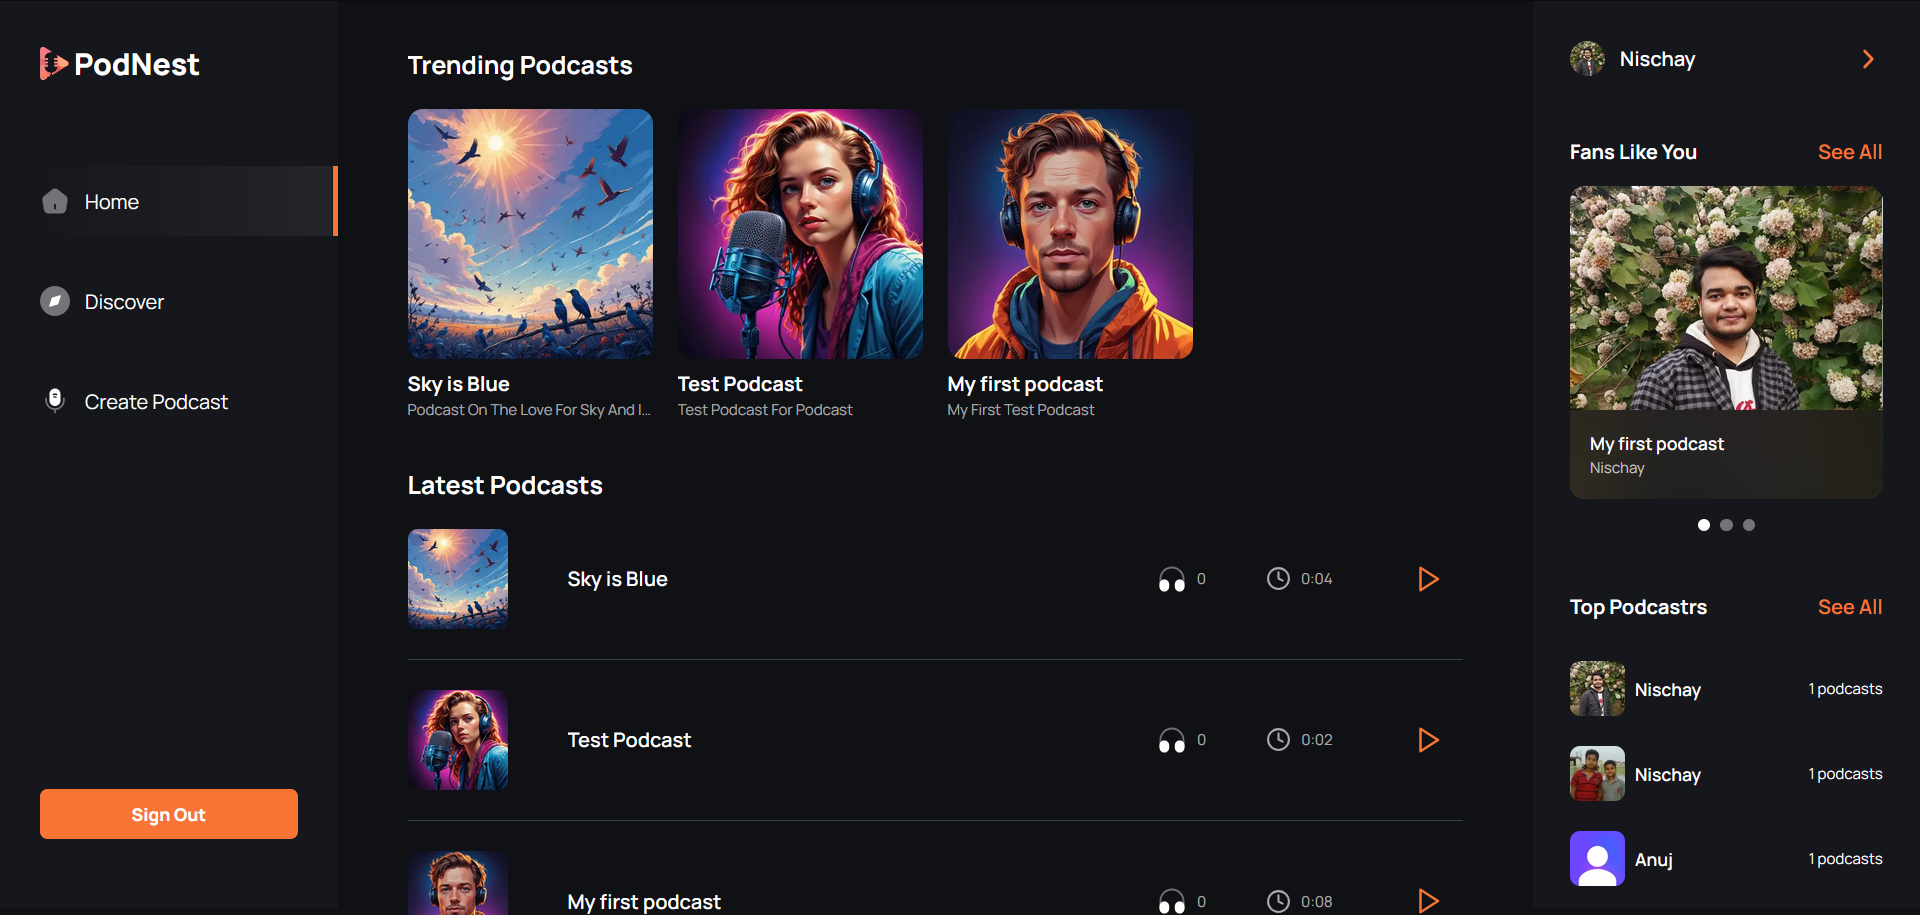 PodNest
Home
Discover
Create Podcast
Sign Out
Trending Podcasts
Sky is Blue
Podcast On The Love For Sky And I...
Test Podcast
Test Podcast For Podcast
My first podcast
My First Test Podcast
Latest Podcasts
Sky is Blue
0
0:04
Test Podcast
0
0:02
My first podcast
0
0:08
Nischay
Fans Like You
See All
My first podcast
Nischay
Top Podcastrs
See All
Nischay
1 podcasts
Nischay
1 podcasts
Anuj
1 podcasts